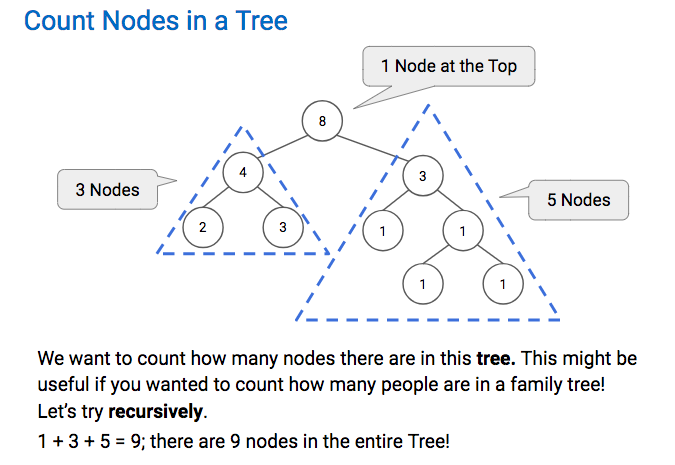 Count Nodes in a Tree
1 Node at the Top
8
4
3
3 Nodes
5 Nodes
2
3
1
1
1
1
We want to count how many nodes there are in this tree. This might be
useful if you wanted to count how many people are in a family tree!
Let's try recursively.
1 + 3 + 5 = 9; there are 9 nodes in the entire Tree!